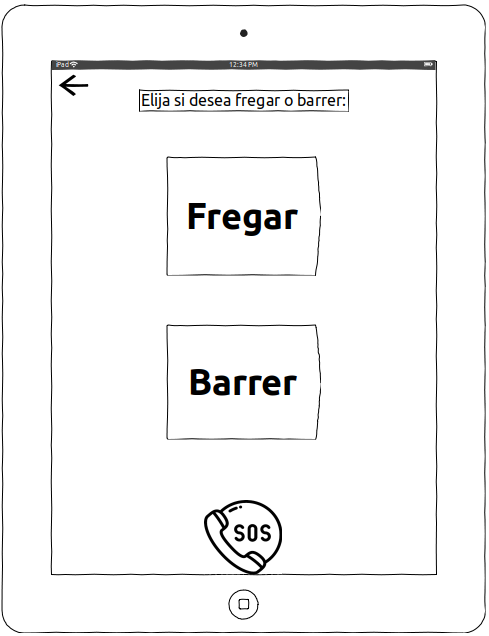 iPad 12:34 PM
Elija si desea fregar o barrer:
Fregar
Barrer
SOS